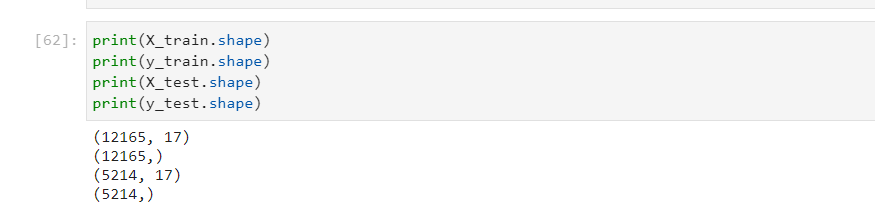 [62]: print(X_train.shape)
print(y_train.shape)
print(X_test.shape)
print(y_test.shape)
(12165, 17)
(12165,)
(5214, 17)
(5214,)